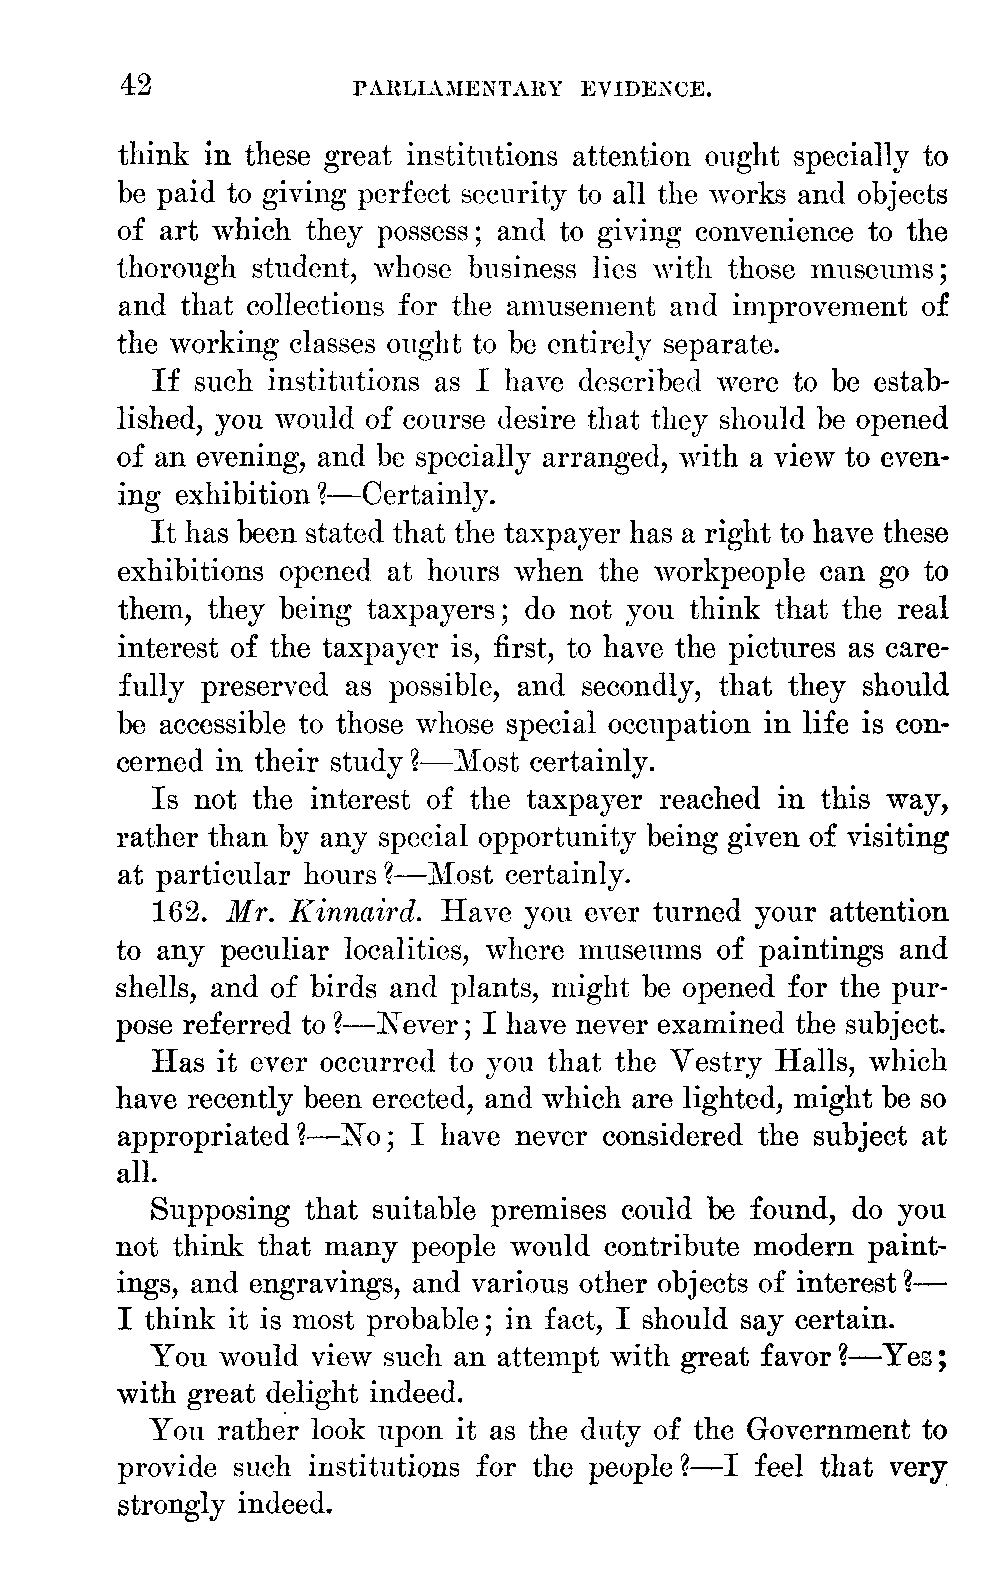 42 PARLIAMENTARY EVIDENCE.
think in these great institutions attention ought specially to
be paid to giving perfect security to all the works and objects
of art which they possess; and to giving convenience to the
thorough student, whose business lies with those museums;
and that collections for the amusement and improvement of
the working classes ought to be entirely separate.
If such institutions as I have described were to be estab-
lished, you would of course desire that they should be opened
of an evening, and be specially arranged, with a view to even-
ing exhibition?—Certainly.
It has been stated that the taxpayer has a right to have these
exhibitions opened at hours when the workpeople can go to
them, they being taxpayers; do not you think that the real
interest of the taxpayer is, first, to have the pictures as care-
fully preserved as possible, and secondly, that they should
be accessible to those whose special occupation in life is con-
cerned in their study?—Most certainly.
Is not the interest of the taxpayer reached in this way,
rather than by any special opportunity being given of visiting
at particular hours?—Most certainly.
162. Mr. Kinnaird. Have you ever turned your attention
to any peculiar localities, where museums of paintings and
shells, and of birds and plants, might be opened for the pur-
pose referred to?—Never; I have never examined the subject.
Has it ever occurred to you that the Vestry Halls, which
have recently been erected, and which are lighted, might be so
appropriated?—No; I have never considered the subject at
all.
Supposing that suitable premises could be found, do you
not think that many people would contribute modern paint-
ings, and engravings, and various other objects of interest?—
I think it is most probable; in fact, I should say certain.
You would view such an attempt with great favor?—Yes;
with great delight indeed.
You rather look upon it as the duty of the Government to
provide such institutions for the people?—I feel that very
strongly indeed.